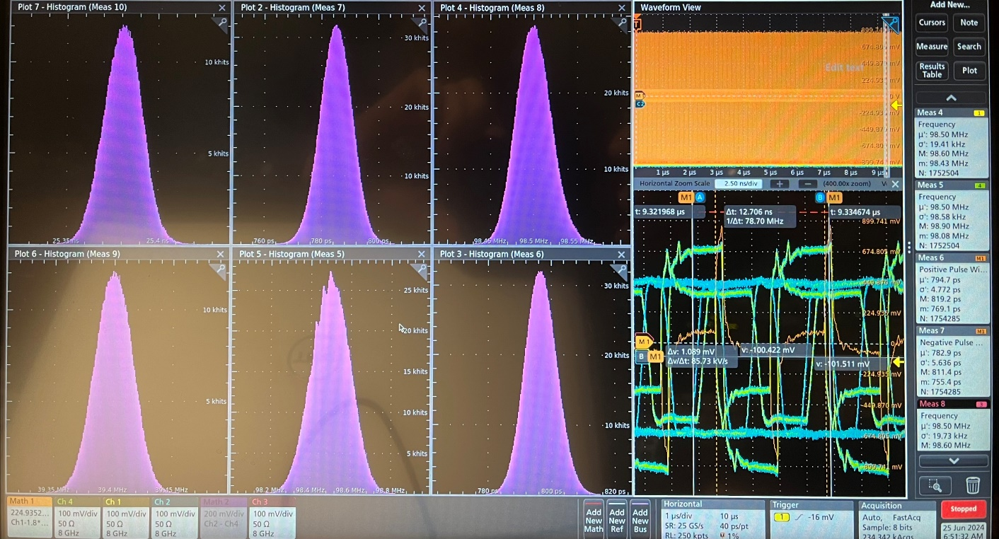 Plot 7 - Histogram (Meas 10)
10 khits
5 khits
25.35 ns
25.4 ns
Plot 2 - Histogram (Meas 7)
30 khits
20 khits
10 khits
760 ps
780 ps
800 ps
Plot 4 - Histogram (Meas 8)
20 khits
10 khits
98.45 MHz
98.5 MHz
98.55 MHz
Plot 6 - Histogram (Meas 9)
10 khits
5 khits
39.35 MHz
39.4 MHz
39.45 MHz
Plot 5 - Histogram (Meas 5)
25 khits
20 khits
15 khits
10 khits
5 khits
98.2 MHz
98.4 MHz
98.6 MHz
98.8 MHz
Plot 3 - Histogram (Meas 6)
30 khits
20 khits
10 khits
780 ps
800 ps
820 ps
Waveform View
T
899.741 mV
674.805 mV
449.870 mV
224.935 mV
0 V
-224.935 mV
-449.870 mV
-674.805 mV
-899.741 mV
Edit text
M1
C2
1 µs 2 µs 3 µs 4 µs 5 µs 6 µs 7 µs 8 µs 9 µs
Horizontal Zoom Scale 2.50 ns/div + − (400.00x zoom)
M1 A
B M1
t: 9.321968 µs
Δt: 12.706 ns
1/Δt: 78.70 MHz
t: 9.334674 µs
899.741 mV
674.805 mV
449.870 mV
224.935 mV
-224.935 mV
-449.870 mV
674.805 mV
-899.741 mV
M1
B M1
Δv: 1.089 mV
Δv/Δt: 85.73 kV/s
v: -100.422 mV
v: -101.511 mV
Add New...
Cursors
Note
Measure
Search
Results
Table
Plot
Meas 4 1
Frequency
µ': 98.50 MHz
σ': 19.41 kHz
M: 98.60 MHz
m: 98.43 MHz
N: 1752504
Meas 5 4
Frequency
µ': 98.50 MHz
σ': 98.58 kHz
M: 98.90 MHz
m: 98.08 MHz
N: 1752504
Meas 6 M1
Positive Pulse Wi...
µ': 794.7 ps
σ': 4.772 ps
M: 819.2 ps
m: 769.1 ps
N: 1754285
Meas 7 M1
Negative Pulse ...
µ': 782.9 ps
σ': 5.636 ps
M: 811.4 ps
m: 755.4 ps
N: 1754285
Meas 8 3
Frequency
µ': 98.50 MHz
σ': 19.73 kHz
M: 98.60 MHz
Math 1
224.9352...
Ch1-1.8*...
Ch 4
100 mV/div
50 Ω
8 GHz
Ch 1
100 mV/div
50 Ω
8 GHz
Ch 2
100 mV/div
50 Ω
8 GHz
Math 2
200 mV/div
Ch2 - Ch4
Ch 3
100 mV/div
50 Ω
8 GHz
Add
New
Math
Add
New
Ref
Add
New
Bus
Horizontal
1 µs/div 10 µs
SR: 25 GS/s 40 ps/pt
RL: 250 kpts 1%
Trigger
1 -16 mV
Acquisition
Auto, FastAcq
Sample: 8 bits
234.342 kAcqs
Stopped
25 Jun 2024
6:51:32 AM